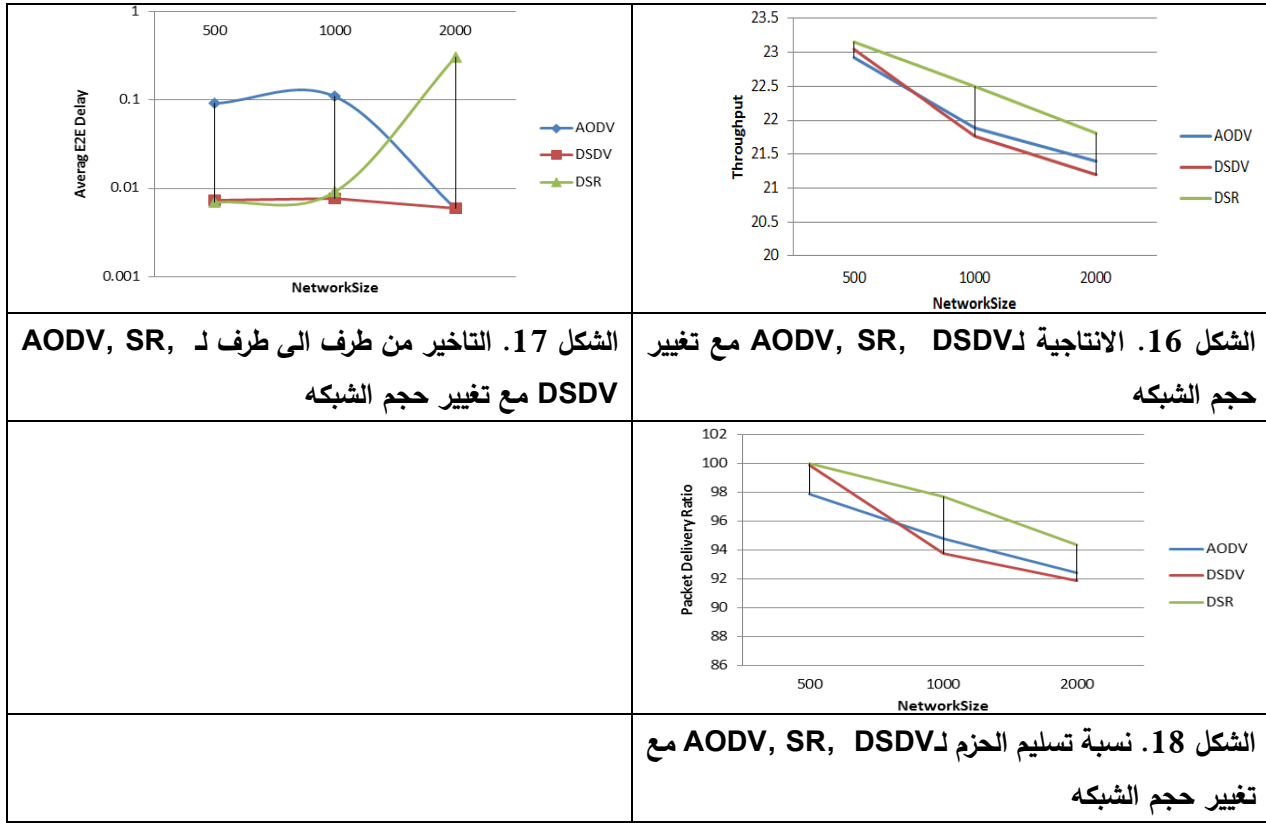 1
0.1
0.01
0.001
500 1000 2000
Averag E2E Delay
NetworkSize
AODV
DSDV
DSR
23.5
23
22.5
22
21.5
21
20.5
20
Throughput
500 1000 2000
NetworkSize
AODV
DSDV
DSR
الشكل 16. الانتاجية لـAODV, SR, DSDV مع تغيير
حجم الشبكه
الشكل 17. التاخير من طرف الى طرف لـ AODV, SR,
DSDV مع تغيير حجم الشبكه
102
100
98
96
94
92
90
88
86
Packet Delivery Ratio
500 1000 2000
NetworkSize
AODV
DSDV
DSR
الشكل 18. نسبة تسليم الحزم لـAODV, SR, DSDV مع
تغيير حجم الشبكه